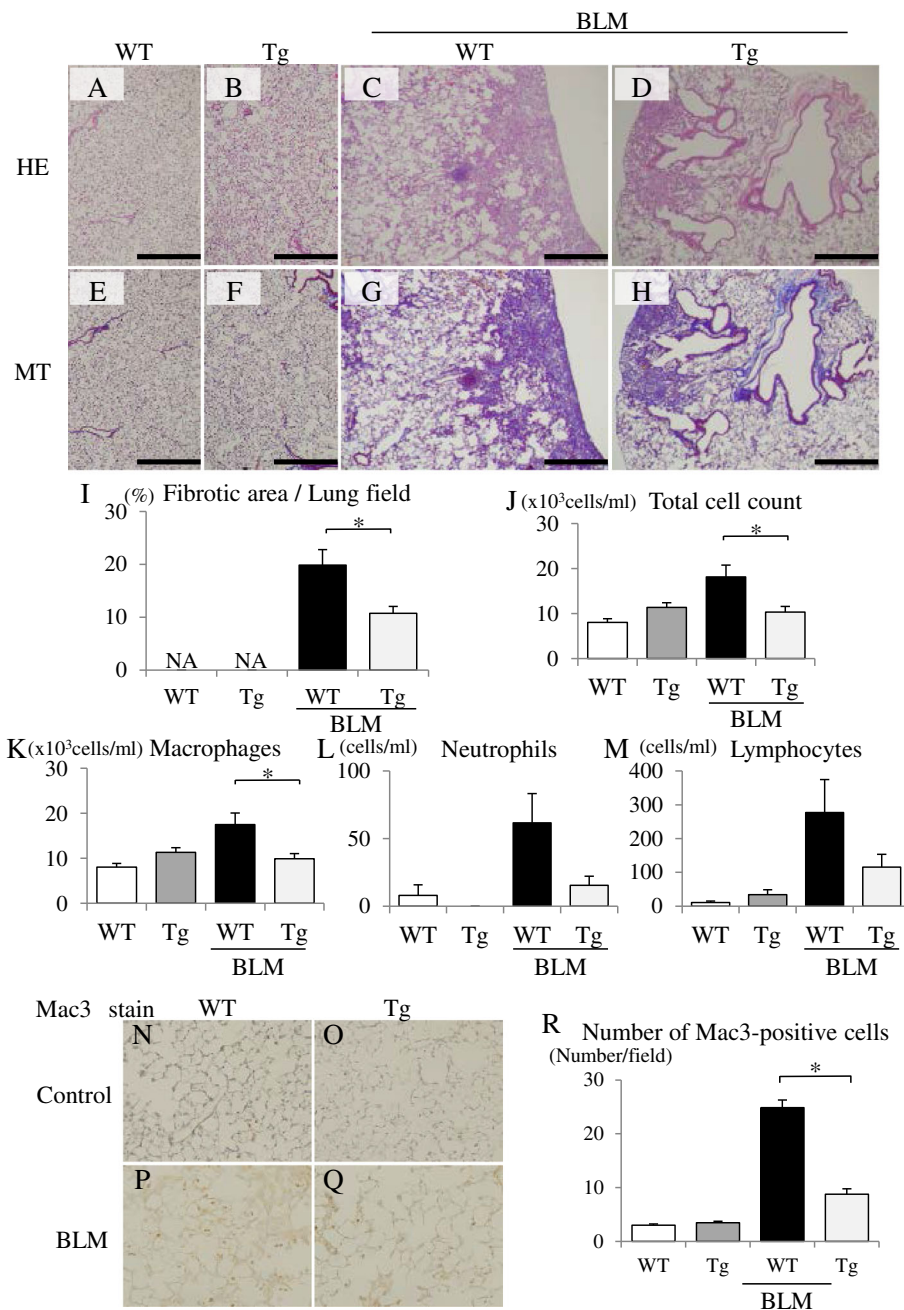 BLM
WT Tg WT Tg
A B C D
HE
E F G H
MT
I (%) Fibrotic area / Lung field
30
20
10
0
NA NA
WT Tg WT Tg
BLM
J (x10³cells/ml) Total cell count
30
20
10
0
*
WT Tg WT Tg
BLM
K (x10³cells/ml) Macrophages
30
20
10
0
*
WT Tg WT Tg
BLM
L (cells/ml) Neutrophils
100
50
0
WT Tg WT Tg
BLM
M (cells/ml) Lymphocytes
400
300
200
100
0
WT Tg WT Tg
BLM
Mac3 stain WT Tg
N O
Control
P Q
BLM
R Number of Mac3-positive cells
(Number/field)
30
20
10
0
*
WT Tg WT Tg
BLM